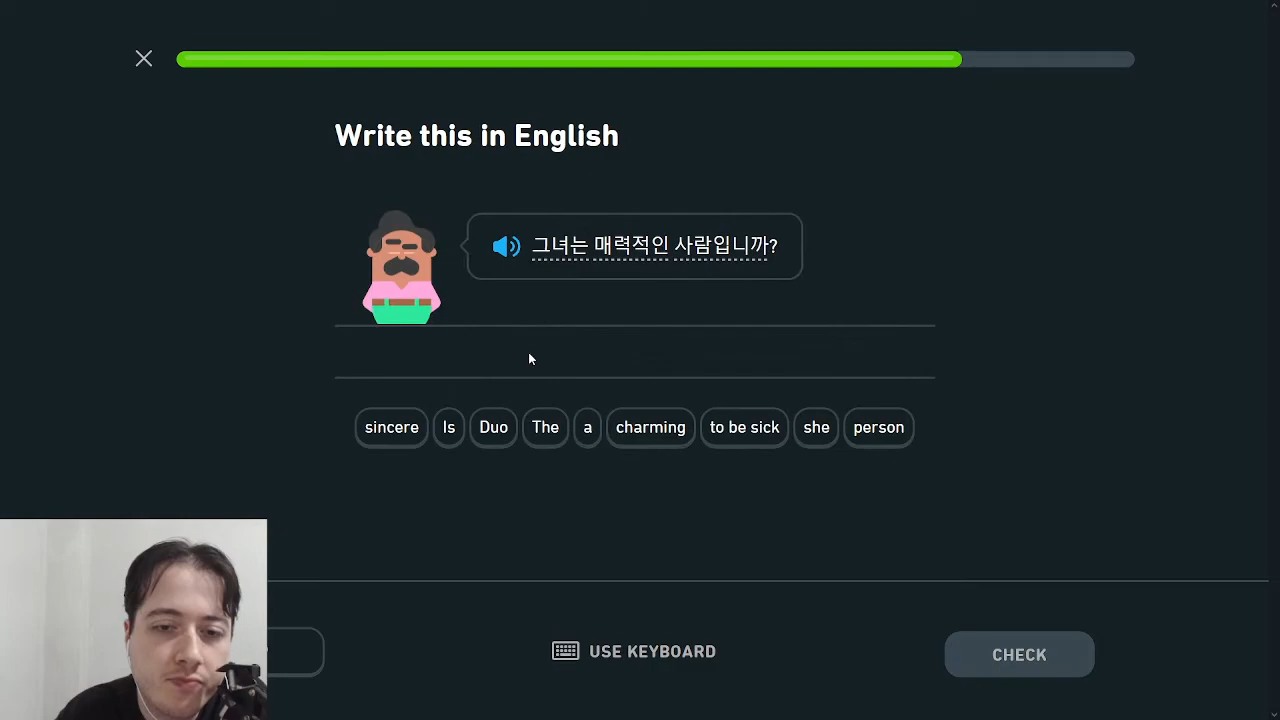 Write this in English
그녀는 매력적인 사람입니까?
sincere Is Duo The a charming to be sick she person
USE KEYBOARD
CHECK